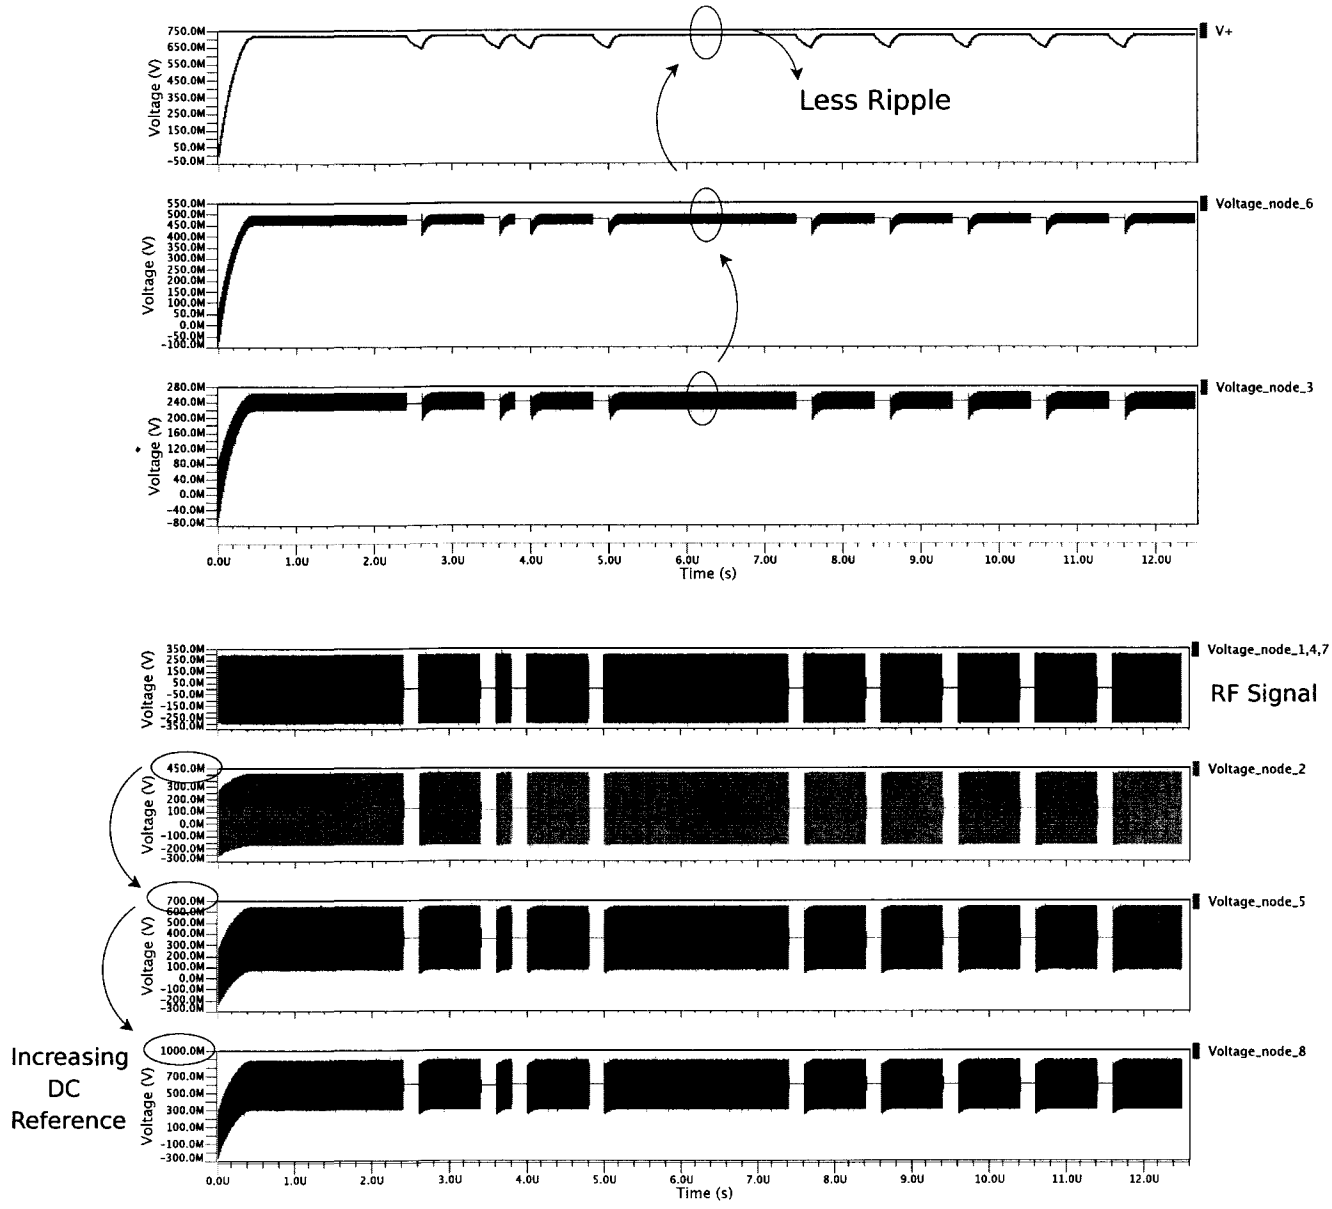 750.0M
650.0M
550.0M
450.0M
350.0M
250.0M
150.0M
50.0M
-50.0M
Voltage (V)
V+
Less Ripple
550.0M
500.0M
450.0M
400.0M
350.0M
300.0M
250.0M
200.0M
150.0M
100.0M
50.0M
0.0M
-50.0M
-100.0M
Voltage (V)
Voltage_node_6
280.0M
240.0M
200.0M
160.0M
120.0M
80.0M
40.0M
0.0M
-40.0M
-80.0M
Voltage (V)
Voltage_node_3
0.0U 1.0U 2.0U 3.0U 4.0U 5.0U 6.0U 7.0U 8.0U 9.0U 10.0U 11.0U 12.0U
Time (s)
350.0M
250.0M
150.0M
50.0M
-50.0M
-150.0M
-250.0M
-350.0M
Voltage (V)
Voltage_node_1,4,7
RF Signal
450.0M
300.0M
200.0M
100.0M
0.0M
-100.0M
-200.0M
-300.0M
Voltage (V)
Voltage_node_2
700.0M
600.0M
500.0M
400.0M
300.0M
200.0M
100.0M
0.0M
-100.0M
-200.0M
-300.0M
Voltage (V)
Voltage_node_5
1000.0M
700.0M
500.0M
300.0M
100.0M
-100.0M
-300.0M
Voltage (V)
Voltage_node_8
Increasing
DC
Reference
0.0U 1.0U 2.0U 3.0U 4.0U 5.0U 6.0U 7.0U 8.0U 9.0U 10.0U 11.0U 12.0U
Time (s)